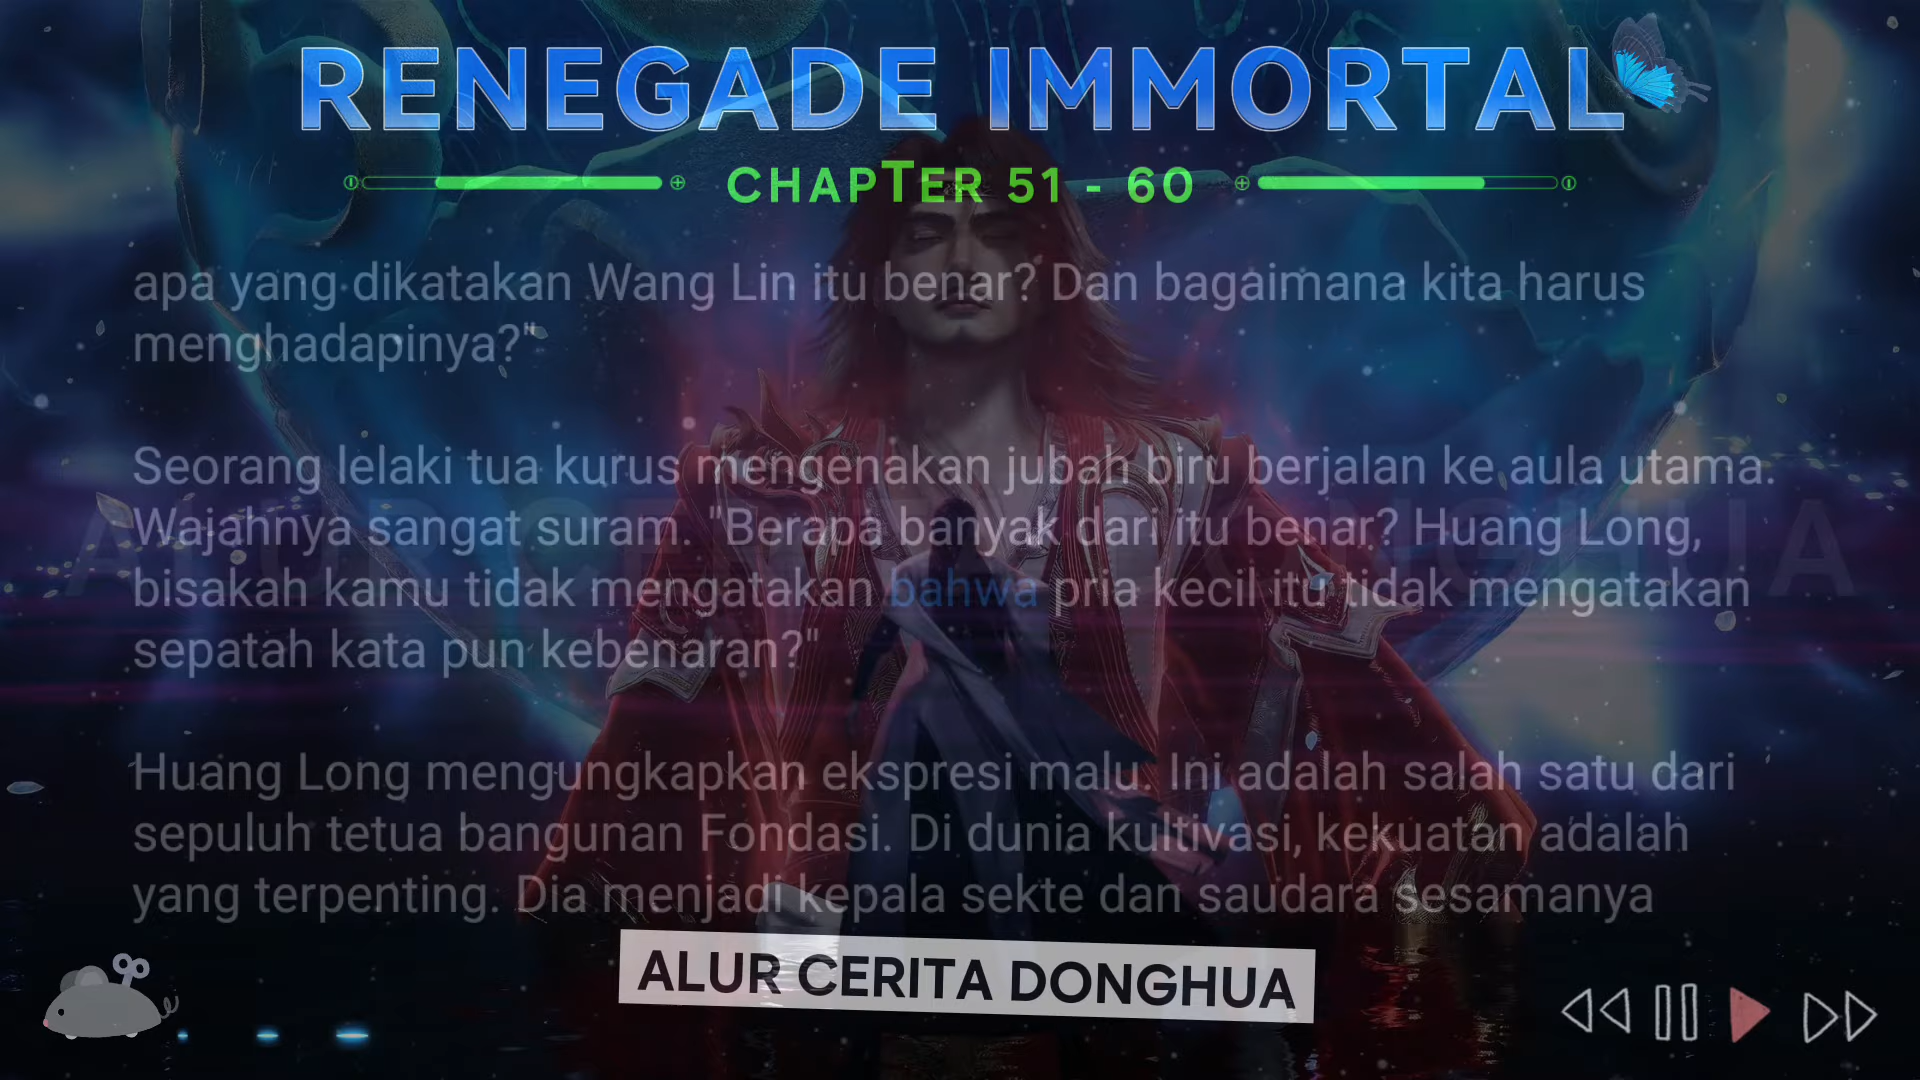 RENEGADE IMMORTAL
CHAPTER 51 - 60
apa yang dikatakan Wang Lin itu benar? Dan bagaimana kita harus
menghadapinya?"
Seorang lelaki tua kurus mengenakan jubah biru berjalan ke aula utama.
Wajahnya sangat suram. "Berapa banyak dari itu benar? Huang Long,
bisakah kamu tidak mengatakan bahwa pria kecil itu tidak mengatakan
sepatah kata pun kebenaran?"
Huang Long mengungkapkan ekspresi malu. Ini adalah salah satu dari
sepuluh tetua bangunan Fondasi. Di dunia kultivasi, kekuatan adalah
yang terpenting. Dia menjadi kepala sekte dan saudara sesamanya
ALUR CERITA DONGHUA
ALUR CERITA DONGHUA